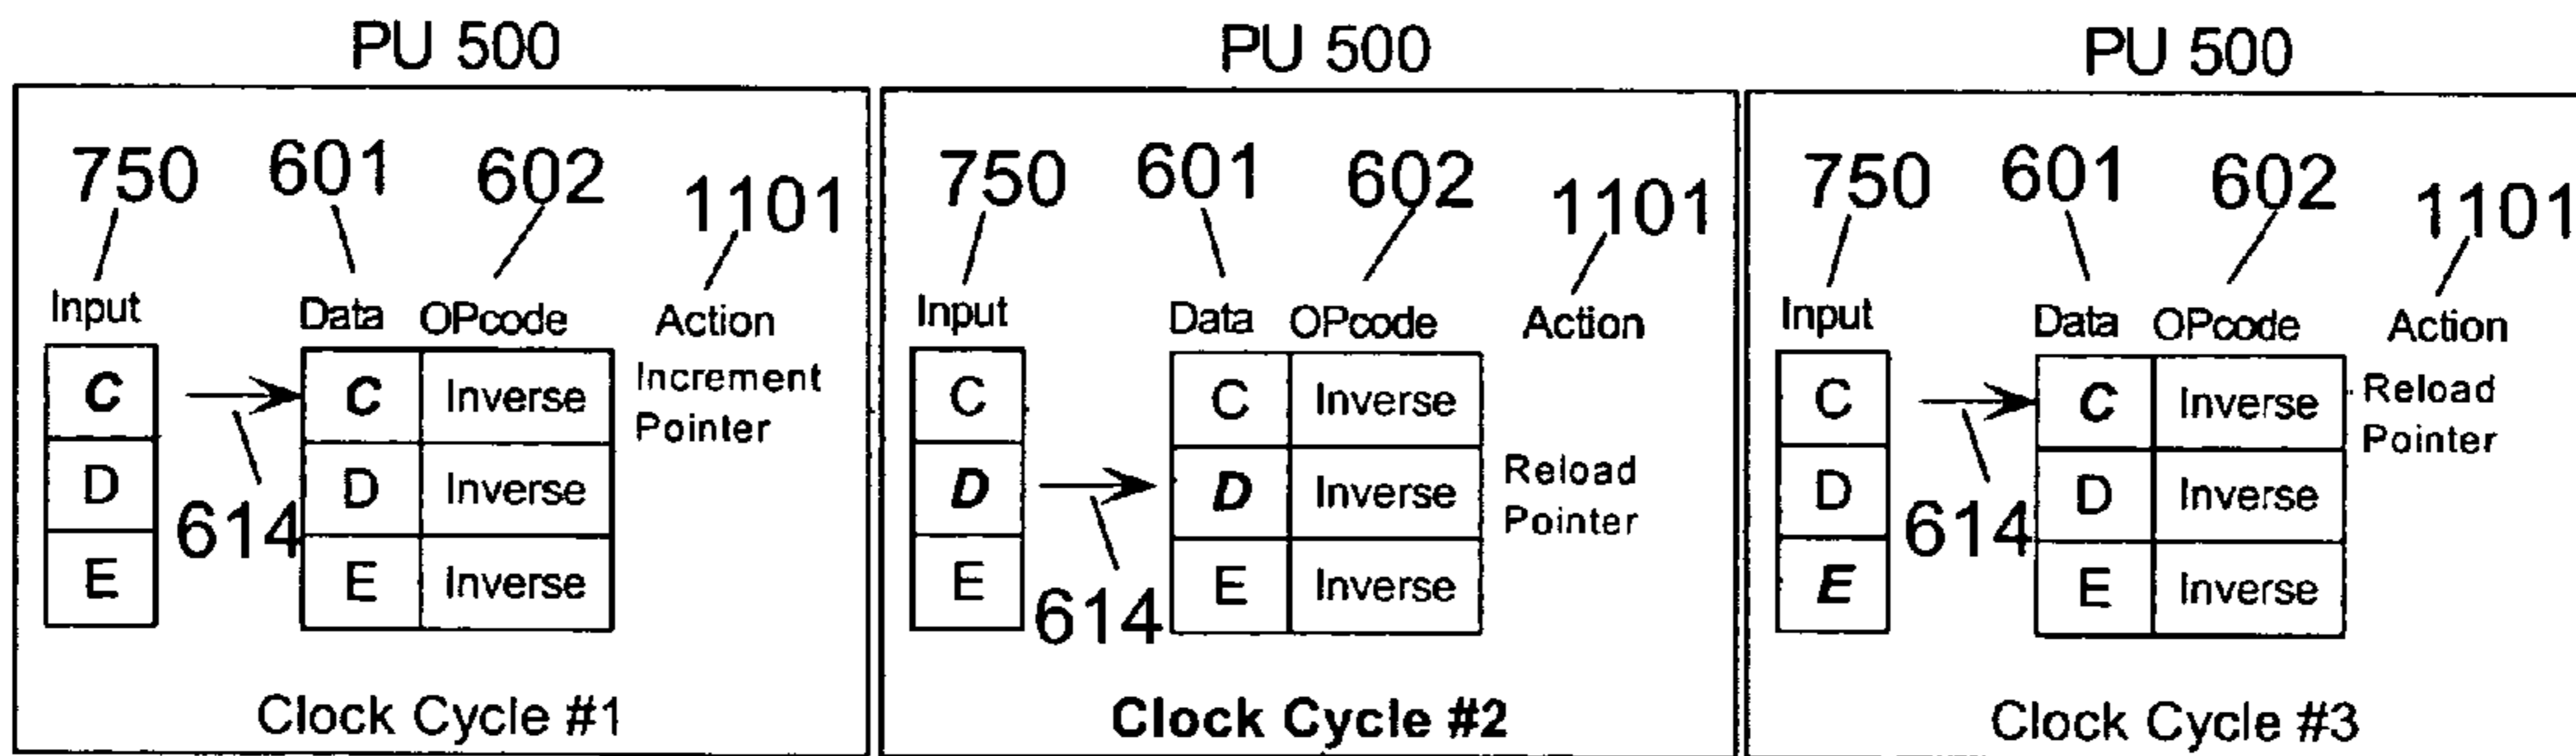 PU 500
750 601 602 1101
Input Data OPcode Action
C C Inverse Increment
Pointer
D D Inverse
614
E E Inverse
Clock Cycle #1
PU 500
750 601 602 1101
Input Data OPcode Action
C C Inverse
D D Inverse Reload
Pointer
E E Inverse
614
Clock Cycle #2
PU 500
750 601 602 1101
Input Data OPcode Action
C C Inverse Reload
Pointer
D D Inverse
614
E E Inverse
Clock Cycle #3